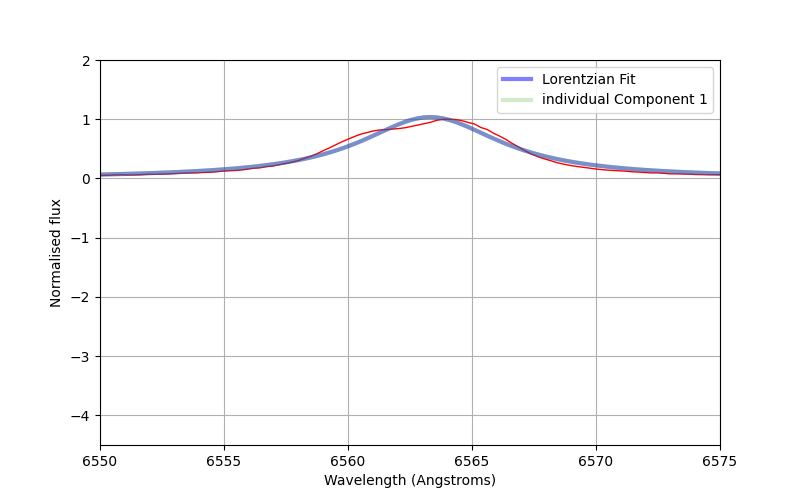 Lorentzian Fit
individual Component 1
2
1
0
−1
−2
−3
−4
Normalised flux
6550 6555 6560 6565 6570 6575
Wavelength (Angstroms)